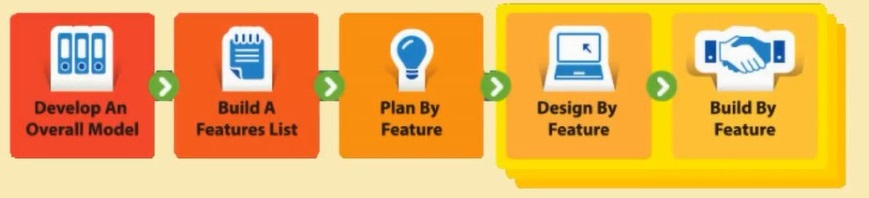 Develop An
Overall Model
Build A
Features List
Plan By
Feature
Design By
Feature
Build By
Feature